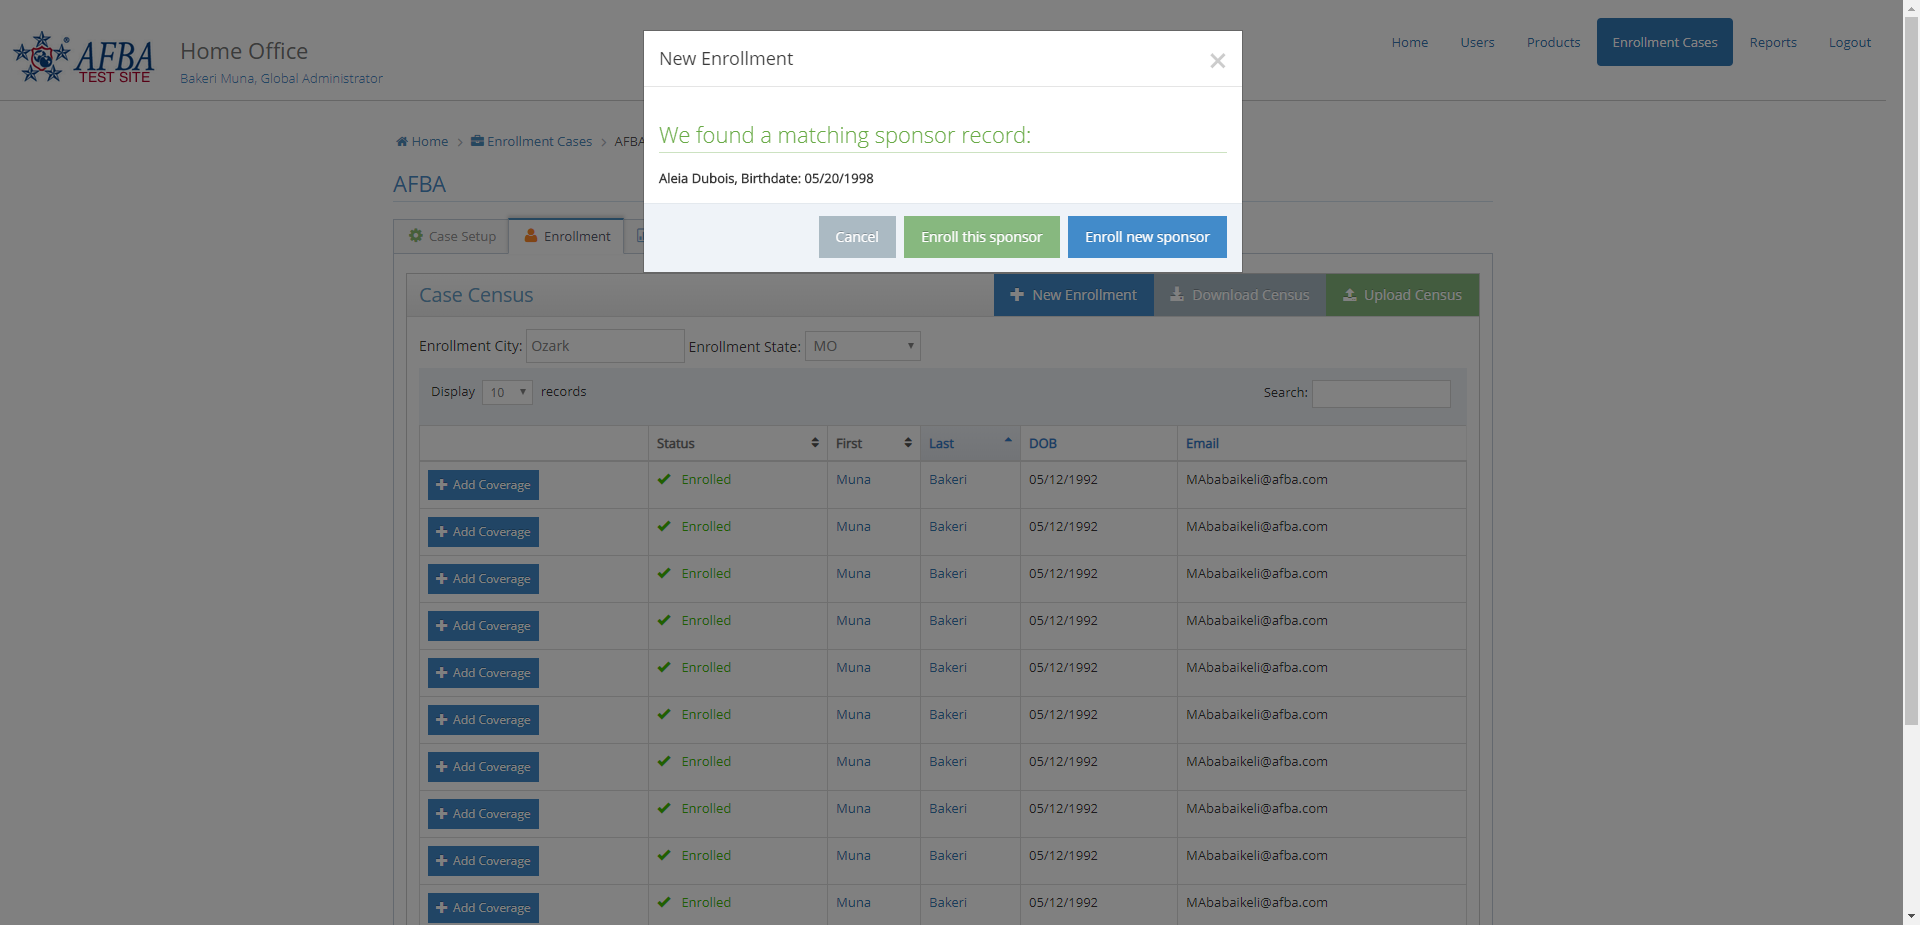 AFBA
TEST SITE
Home Office
Bakeri Muna, Global Administrator
Home Users Products Enrollment Cases Reports Logout
New Enrollment ×
We found a matching sponsor record:
Aleia Dubois, Birthdate: 05/20/1998
Cancel Enroll this sponsor Enroll new sponsor
Home > Enrollment Cases > AFBA
AFBA
Case Setup Enrollment
Case Census New Enrollment Download Census Upload Census
Enrollment City: Ozark Enrollment State: MO
Display 10 records Search:
Status First Last DOB Email
Add Coverage Enrolled Muna Bakeri 05/12/1992 MAbabaikeli@afba.com
Add Coverage Enrolled Muna Bakeri 05/12/1992 MAbabaikeli@afba.com
Add Coverage Enrolled Muna Bakeri 05/12/1992 MAbabaikeli@afba.com
Add Coverage Enrolled Muna Bakeri 05/12/1992 MAbabaikeli@afba.com
Add Coverage Enrolled Muna Bakeri 05/12/1992 MAbabaikeli@afba.com
Add Coverage Enrolled Muna Bakeri 05/12/1992 MAbabaikeli@afba.com
Add Coverage Enrolled Muna Bakeri 05/12/1992 MAbabaikeli@afba.com
Add Coverage Enrolled Muna Bakeri 05/12/1992 MAbabaikeli@afba.com
Add Coverage Enrolled Muna Bakeri 05/12/1992 MAbabaikeli@afba.com
Add Coverage Enrolled Muna Bakeri 05/12/1992 MAbabaikeli@afba.com